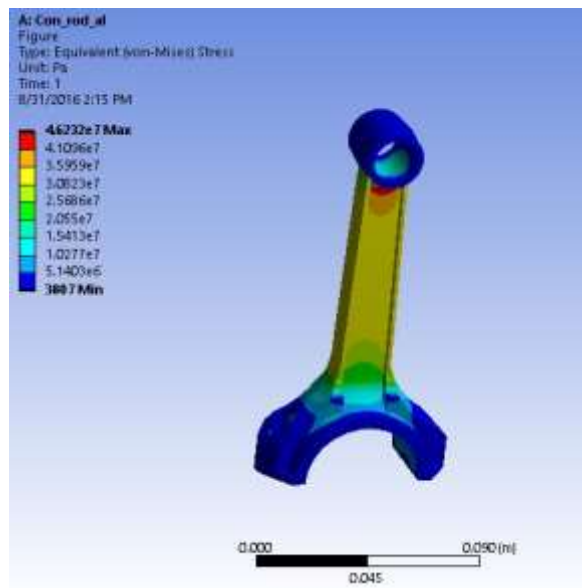 A: Con_rod_al
Figure
Type: Equivalent (von-Mises) Stress
Unit: Pa
Time: 1
8/31/2016 2:15 PM
4.6232e7 Max
4.1096e7
3.5959e7
3.0823e7
2.5686e7
2.055e7
1.5413e7
1.0277e7
5.1403e6
3807 Min
0.000
0.090 (m)
0.045